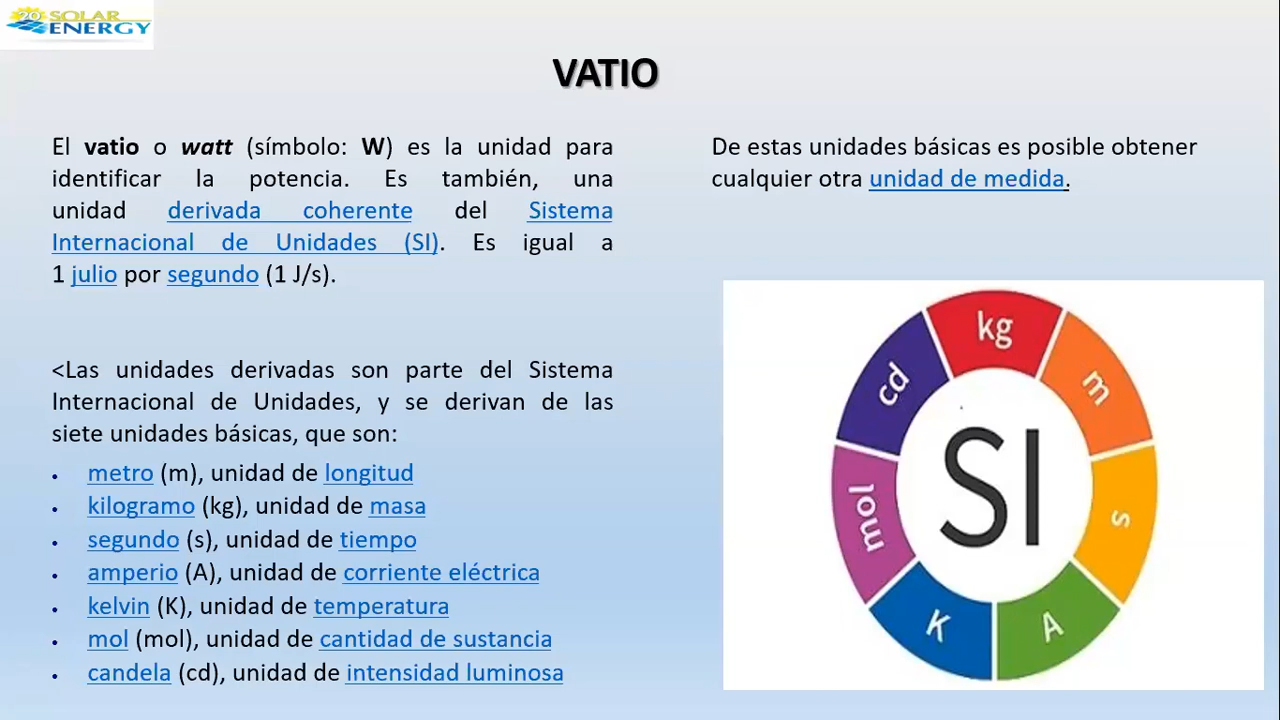 20 SOLAR
ENERGY
VATIO
El vatio o watt (símbolo: W) es la unidad para
identificar la potencia. Es también, una
unidad derivada coherente del Sistema
Internacional de Unidades (SI). Es igual a
1 julio por segundo (1 J/s).
<Las unidades derivadas son parte del Sistema
Internacional de Unidades, y se derivan de las
siete unidades básicas, que son:
• metro (m), unidad de longitud
• kilogramo (kg), unidad de masa
• segundo (s), unidad de tiempo
• amperio (A), unidad de corriente eléctrica
• kelvin (K), unidad de temperatura
• mol (mol), unidad de cantidad de sustancia
• candela (cd), unidad de intensidad luminosa
De estas unidades básicas es posible obtener
cualquier otra unidad de medida.
kg
m
s
A
K
mol
cd
SI